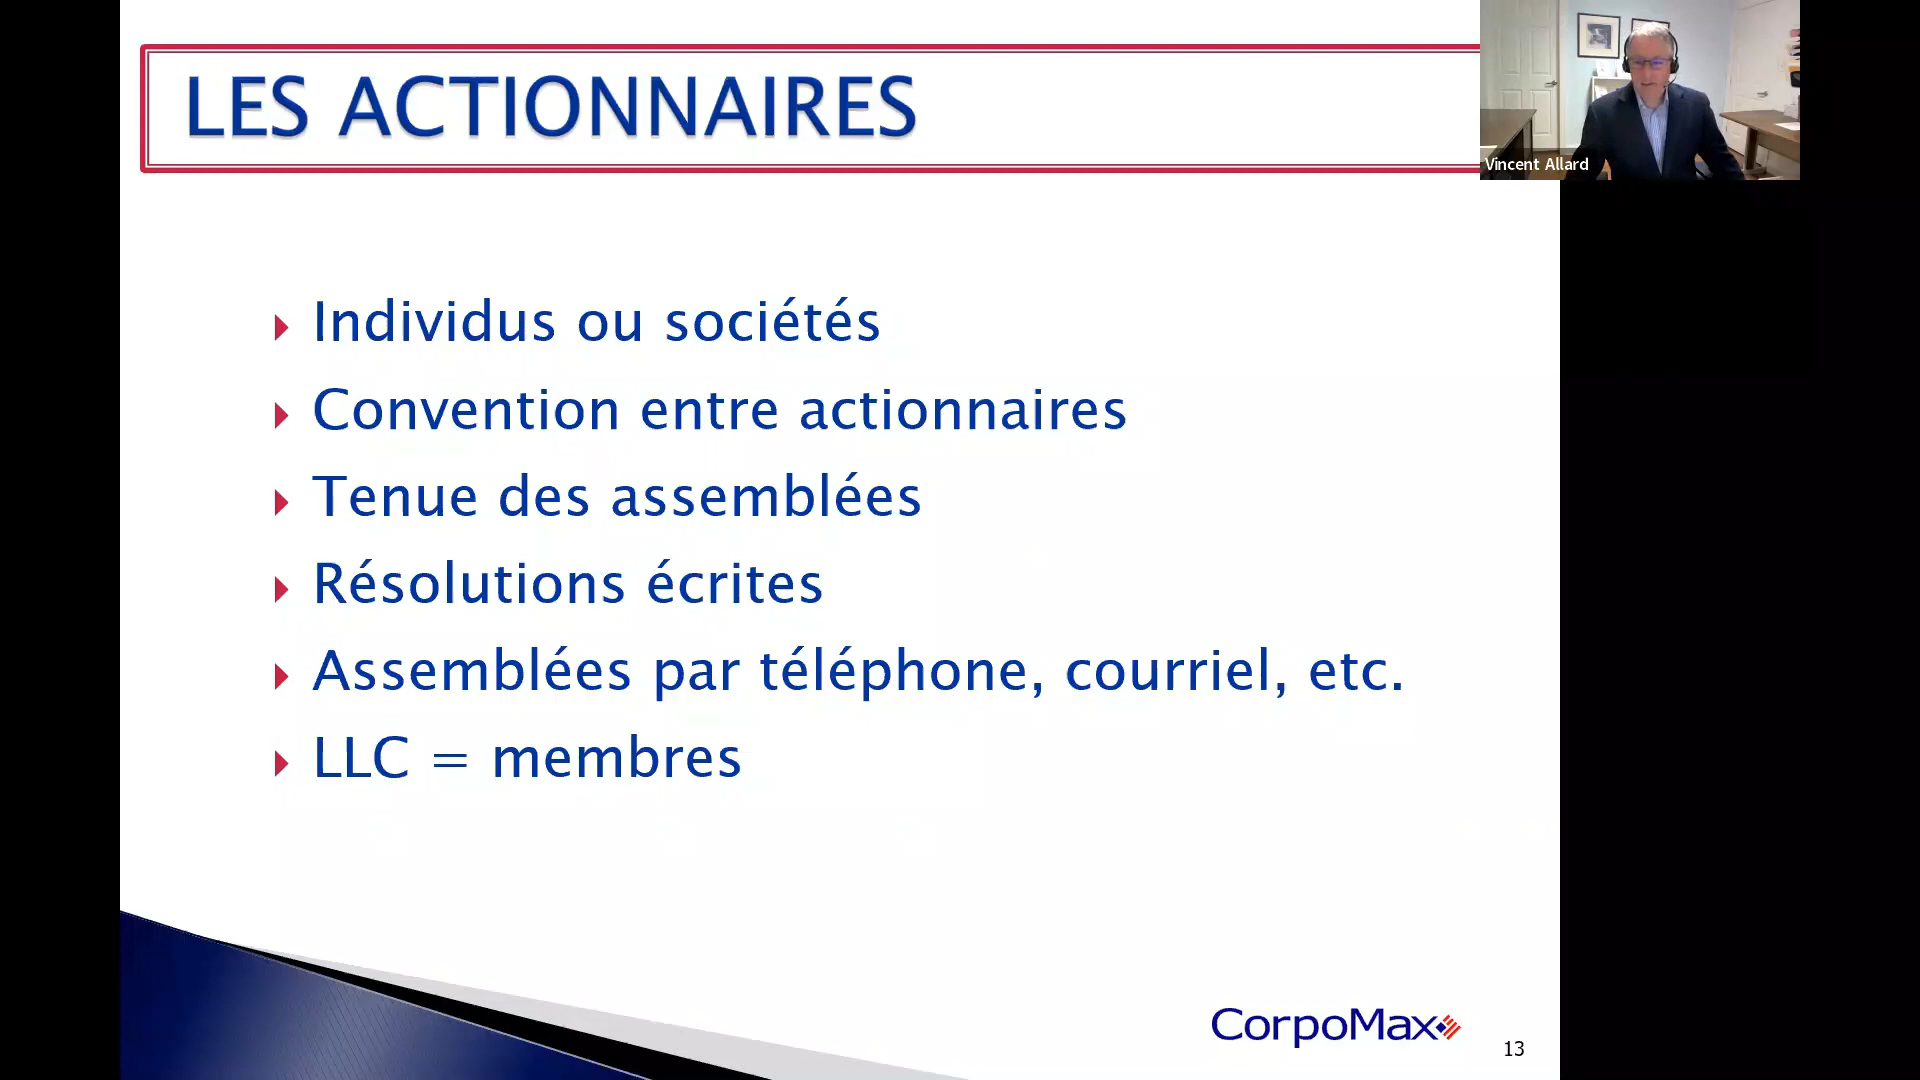 LES ACTIONNAIRES
Vincent Allard
Individus ou sociétés
Convention entre actionnaires
Tenue des assemblées
Résolutions écrites
Assemblées par téléphone, courriel, etc.
LLC = membres
CorpoMax
13